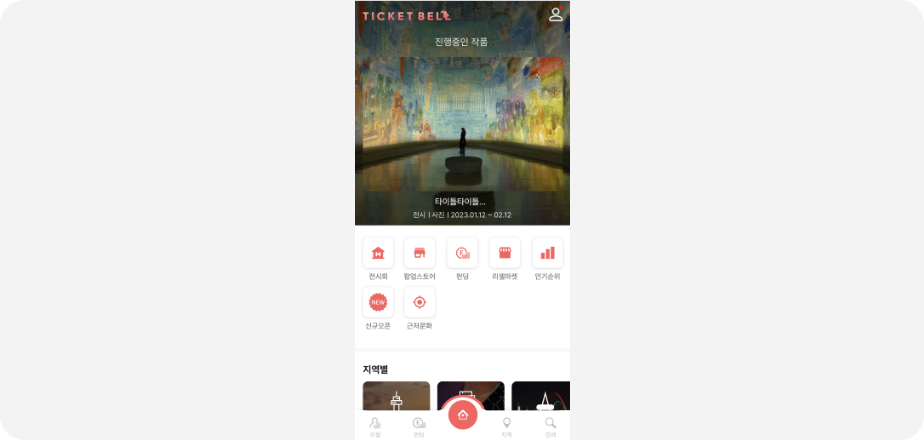 TICKET BELL
진행중인 작품
타이틀타이틀...
전시 | 사진 | 2023.01.12 ~ 02.12
전시회 팝업스토어 펀딩 리셀마켓 인기순위
NEW
신규오픈 근처문화
지역별
리셀 펀딩 지역 검색